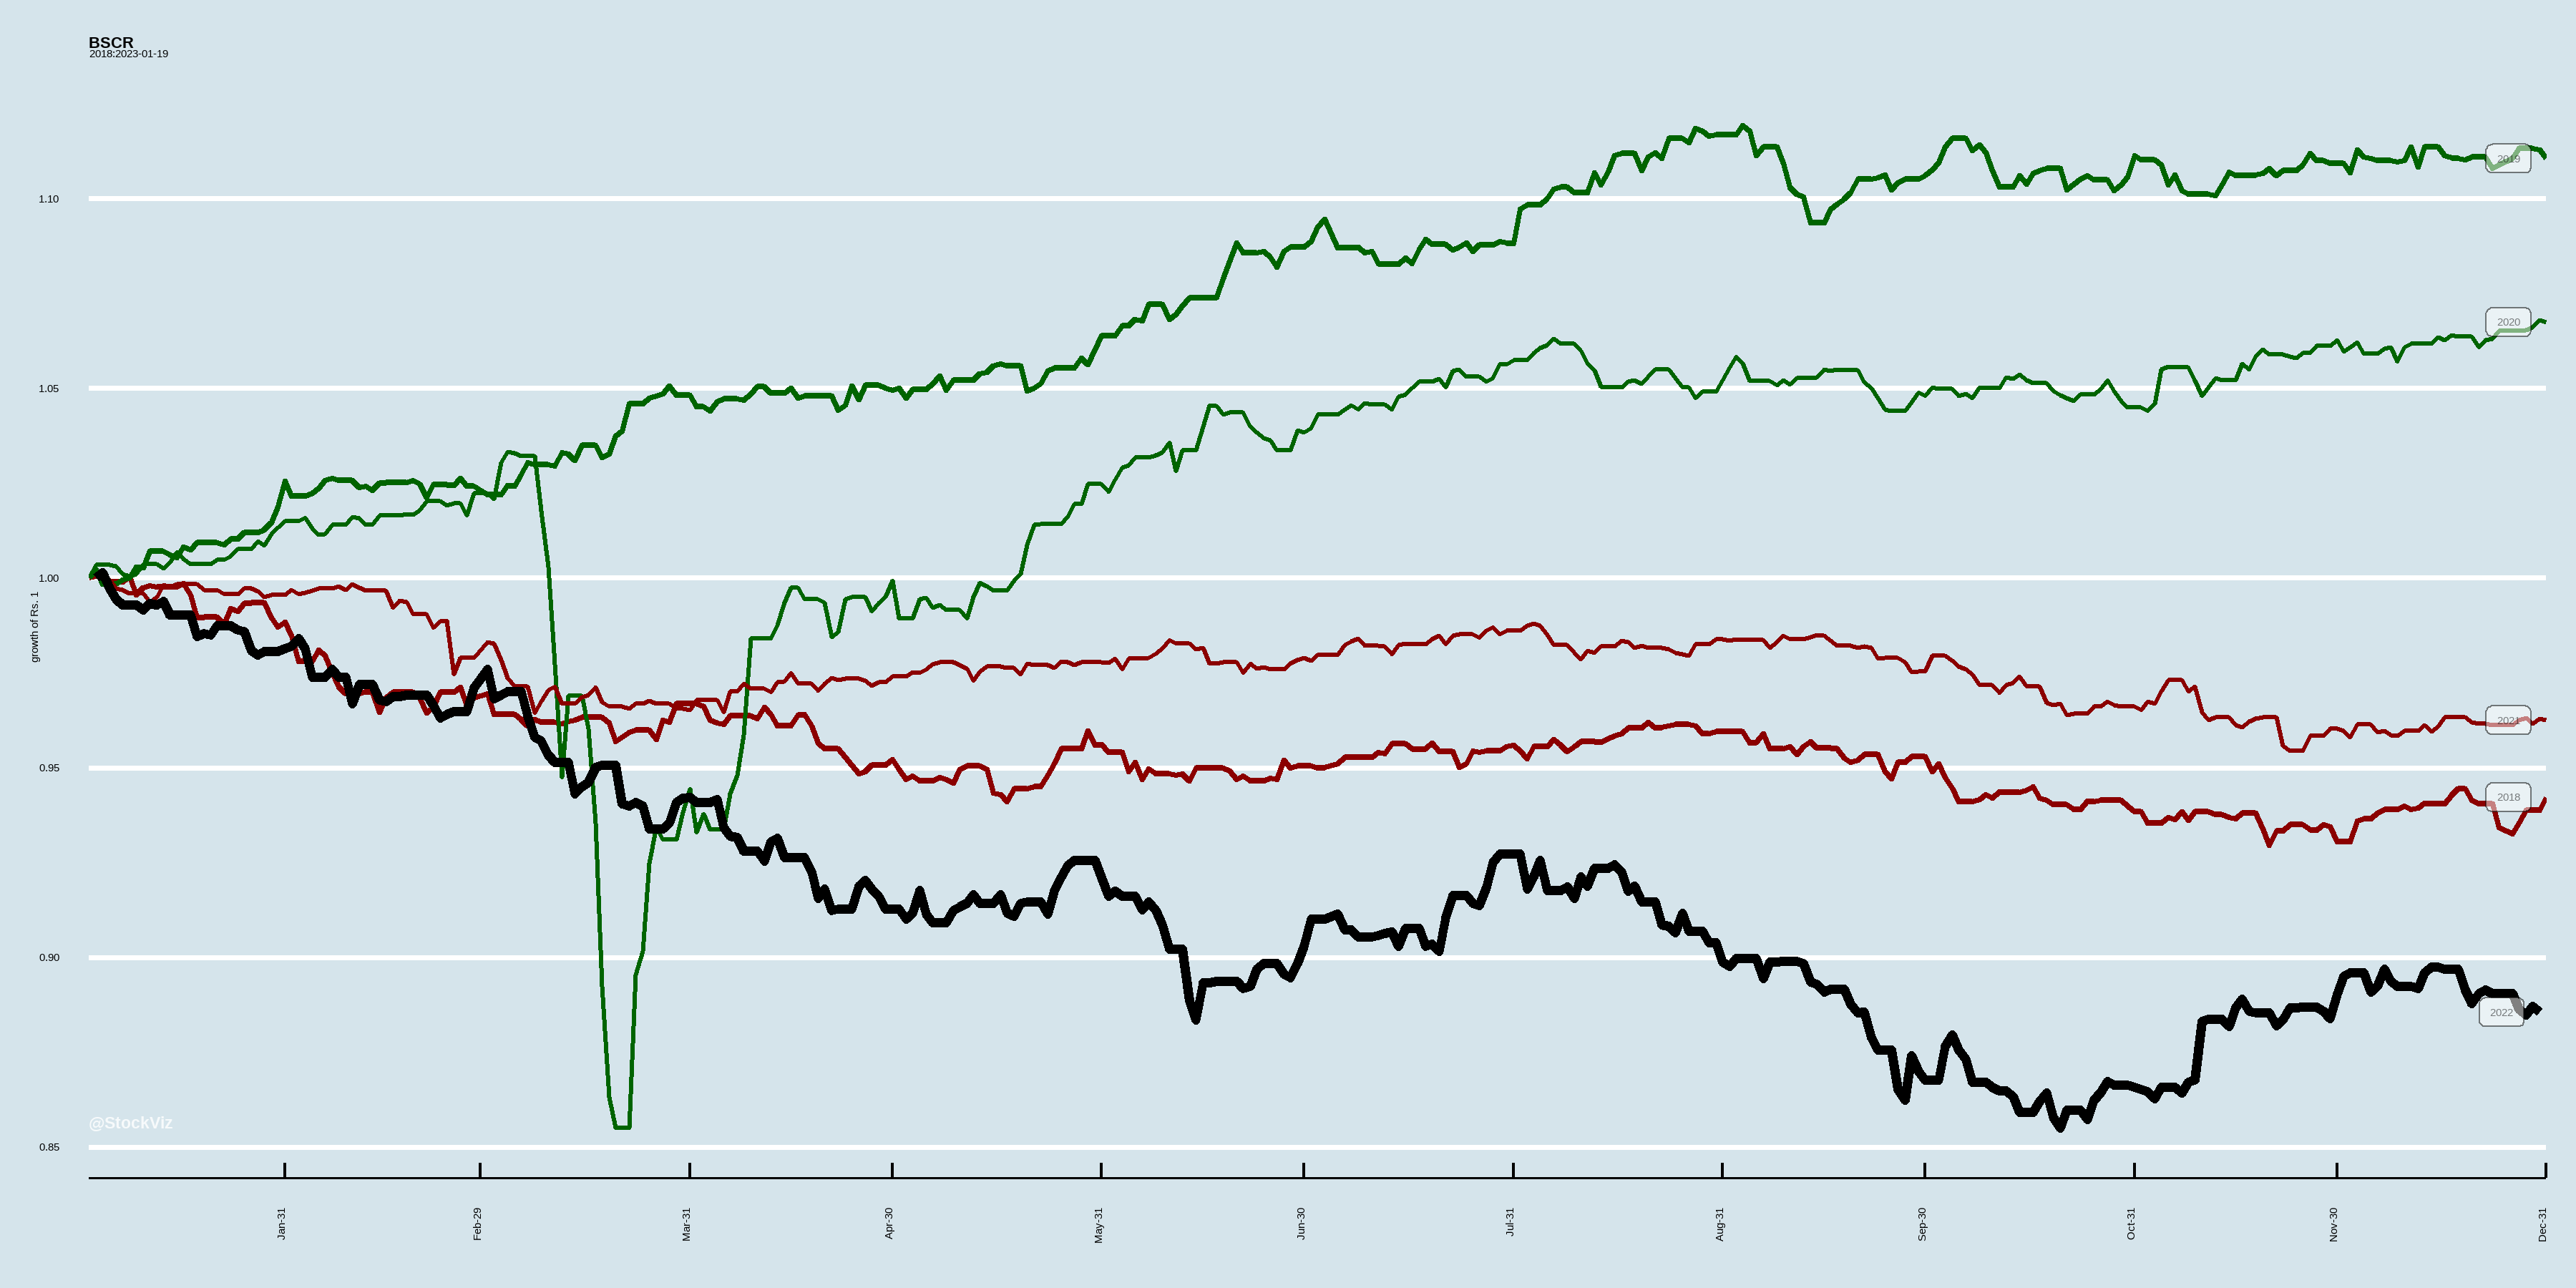 BSCR
2018:2023-01-19
1.10
1.05
1.00
0.95
0.90
0.85
growth of Rs. 1
2019
2020
2021
2018
2022
@StockViz
Jan-31
Feb-29
Mar-31
Apr-30
May-31
Jun-30
Jul-31
Aug-31
Sep-30
Oct-31
Nov-30
Dec-31